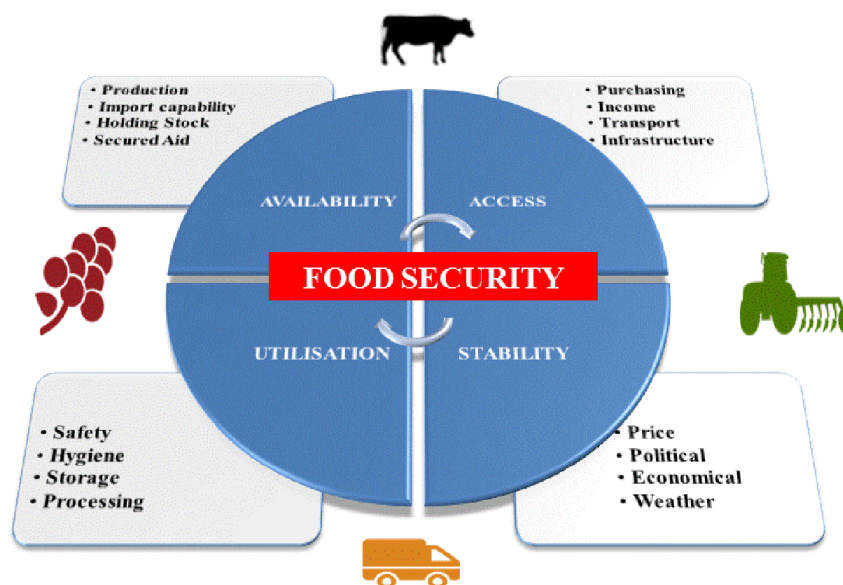 • Production
• Import capability
• Holding Stock
• Secured Aid
• Purchasing
• Income
• Transport
• Infrastructure
AVAILABILITY
ACCESS
FOOD SECURITY
UTILISATION
STABILITY
• Safety
• Hygiene
• Storage
• Processing
• Price
• Political
• Economical
• Weather